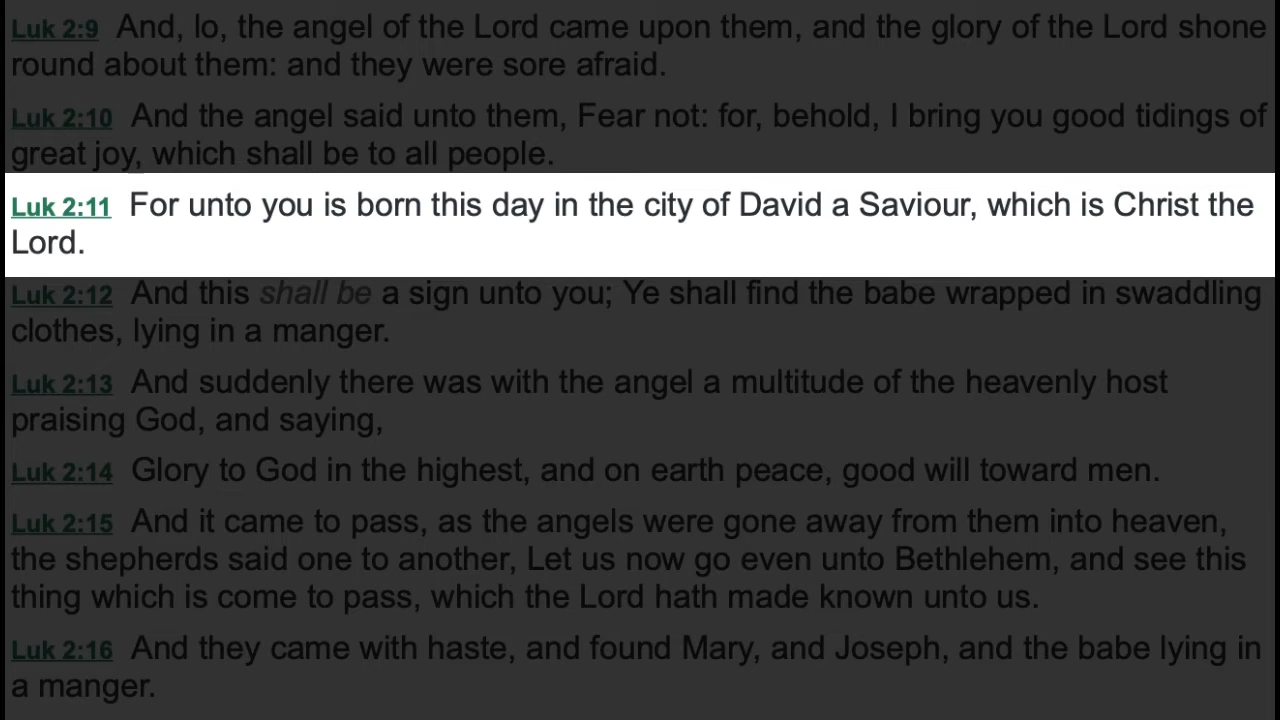 Luk 2:9 And, lo, the angel of the Lord came upon them, and the glory of the Lord shone
round about them: and they were sore afraid.
Luk 2:10 And the angel said unto them, Fear not: for, behold, I bring you good tidings of
great joy, which shall be to all people.
Luk 2:11 For unto you is born this day in the city of David a Saviour, which is Christ the
Lord.
Luk 2:12 And this shall be a sign unto you; Ye shall find the babe wrapped in swaddling
clothes, lying in a manger.
Luk 2:13 And suddenly there was with the angel a multitude of the heavenly host
praising God, and saying,
Luk 2:14 Glory to God in the highest, and on earth peace, good will toward men.
Luk 2:15 And it came to pass, as the angels were gone away from them into heaven,
the shepherds said one to another, Let us now go even unto Bethlehem, and see this
thing which is come to pass, which the Lord hath made known unto us.
Luk 2:16 And they came with haste, and found Mary, and Joseph, and the babe lying in
a manger.